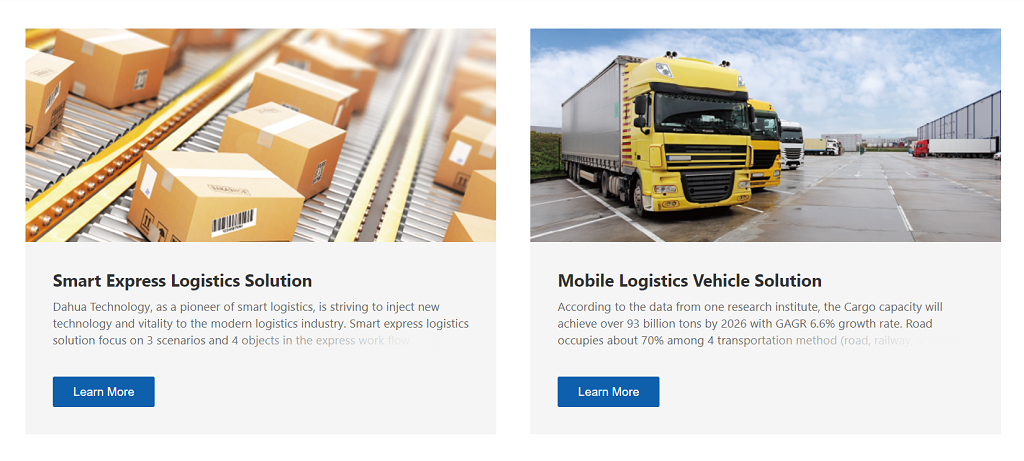 Smart Express Logistics Solution
Dahua Technology, as a pioneer of smart logistics, is striving to inject new
technology and vitality to the modern logistics industry. Smart express logistics
solution focus on 3 scenarios and 4 objects in the express work flow.
Learn More
Mobile Logistics Vehicle Solution
According to the data from one research institute, the Cargo capacity will
achieve over 93 billion tons by 2026 with GAGR 6.6% growth rate. Road
occupies about 70% among 4 transportation method (road, railway,
Learn More